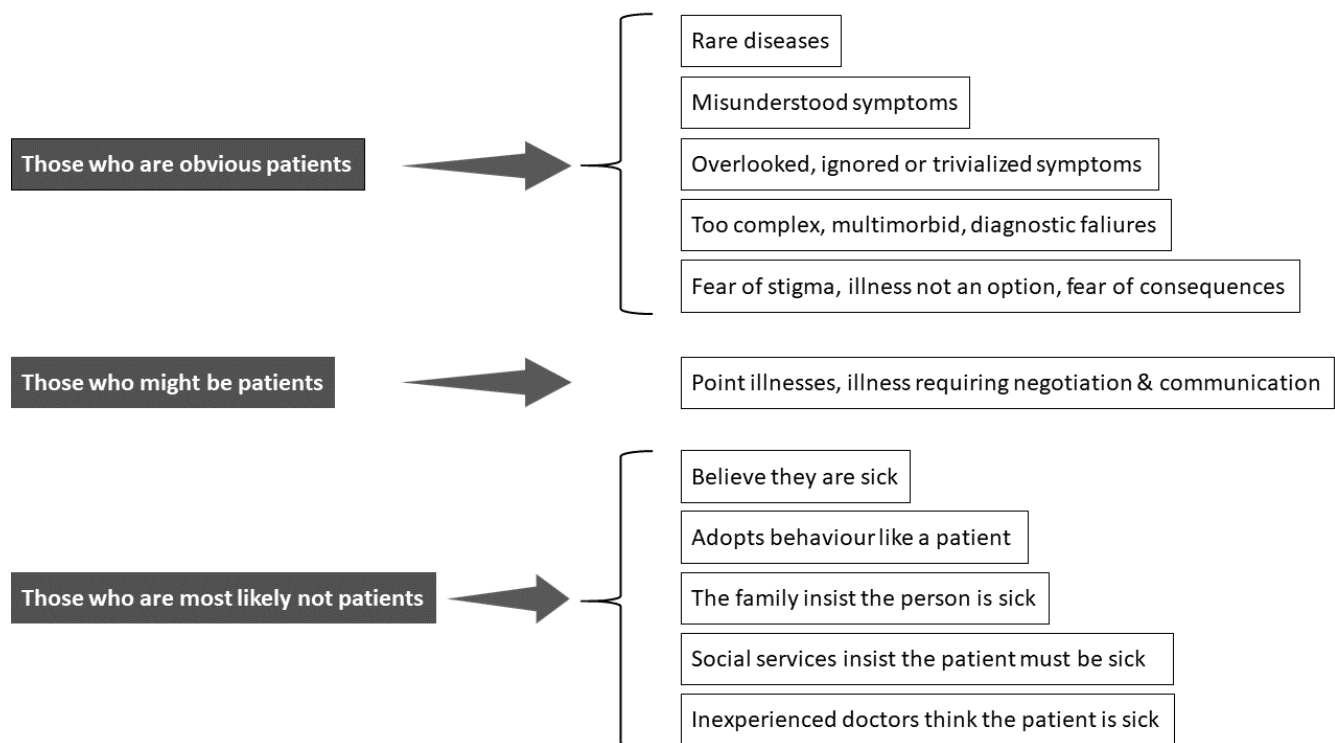 Rare diseases
Misunderstood symptoms
Those who are obvious patients
Overlooked, ignored or trivialized symptoms
Too complex, multimorbid, diagnostic faliures
Fear of stigma, illness not an option, fear of consequences
Those who might be patients
Point illnesses, illness requiring negotiation & communication
Believe they are sick
Adopts behaviour like a patient
Those who are most likely not patients
The family insist the person is sick
Social services insist the patient must be sick
Inexperienced doctors think the patient is sick